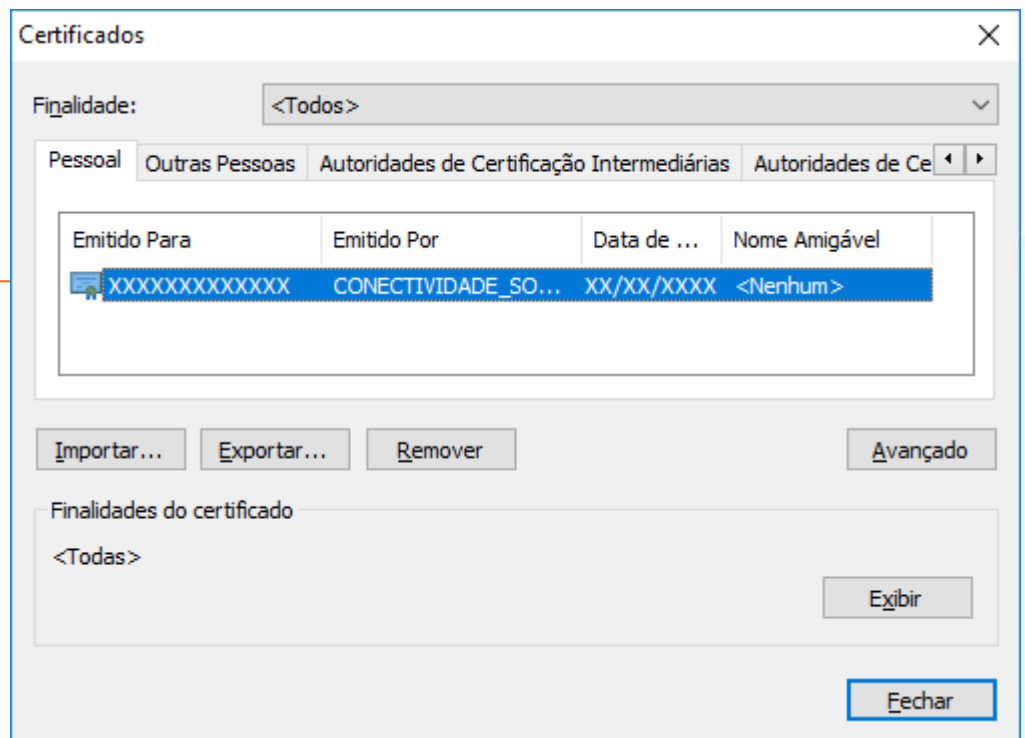 Certificados
Finalidade: <Todos>
Pessoal Outras Pessoas Autoridades de Certificação Intermediárias Autoridades de Ce
Emitido Para Emitido Por Data de ... Nome Amigável
XXXXXXXXXXXXX CONECTIVIDADE_SO... XX/XX/XXXX <Nenhum>
Importar... Exportar... Remover Avançado
Finalidades do certificado
<Todas>
Exibir
Fechar